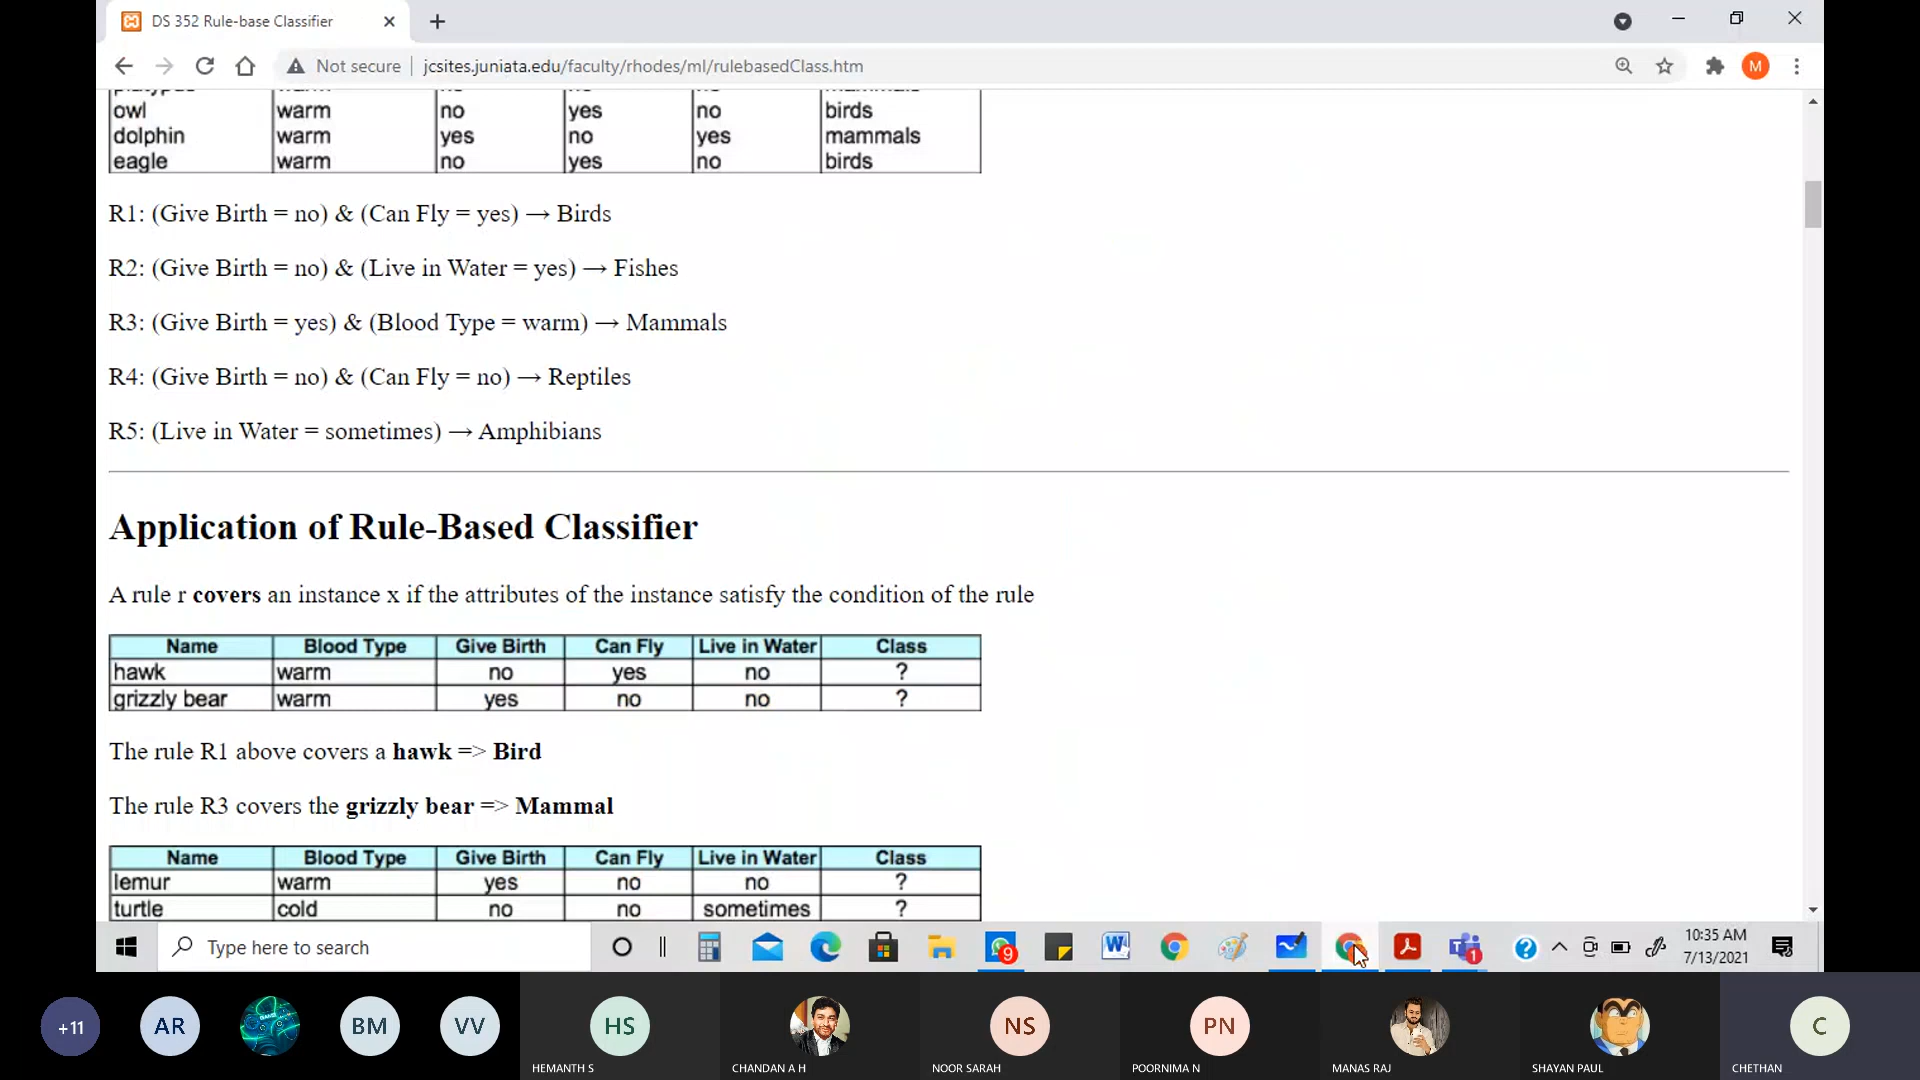 DS 352 Rule-base Classifier
Not secure jcsites.juniata.edu/faculty/rhodes/ml/rulebasedClass.htm
M
owl warm no yes no birds
dolphin warm yes no yes mammals
eagle warm no yes no birds
R1: (Give Birth = no) & (Can Fly = yes) → Birds
R2: (Give Birth = no) & (Live in Water = yes) → Fishes
R3: (Give Birth = yes) & (Blood Type = warm) → Mammals
R4: (Give Birth = no) & (Can Fly = no) → Reptiles
R5: (Live in Water = sometimes) → Amphibians
Application of Rule-Based Classifier
A rule r covers an instance x if the attributes of the instance satisfy the condition of the rule
Name Blood Type Give Birth Can Fly Live in Water Class
hawk warm no yes no ?
grizzly bear warm yes no no ?
The rule R1 above covers a hawk => Bird
The rule R3 covers the grizzly bear => Mammal
Name Blood Type Give Birth Can Fly Live in Water Class
lemur warm yes no no ?
turtle cold no no sometimes ?
Type here to search
9
1
10:35 AM
7/13/2021
+11 AR BM VV HS NS PN C
HEMANTH S CHANDAN A H NOOR SARAH POORNIMA N MANAS RAJ SHAYAN PAUL CHETHAN